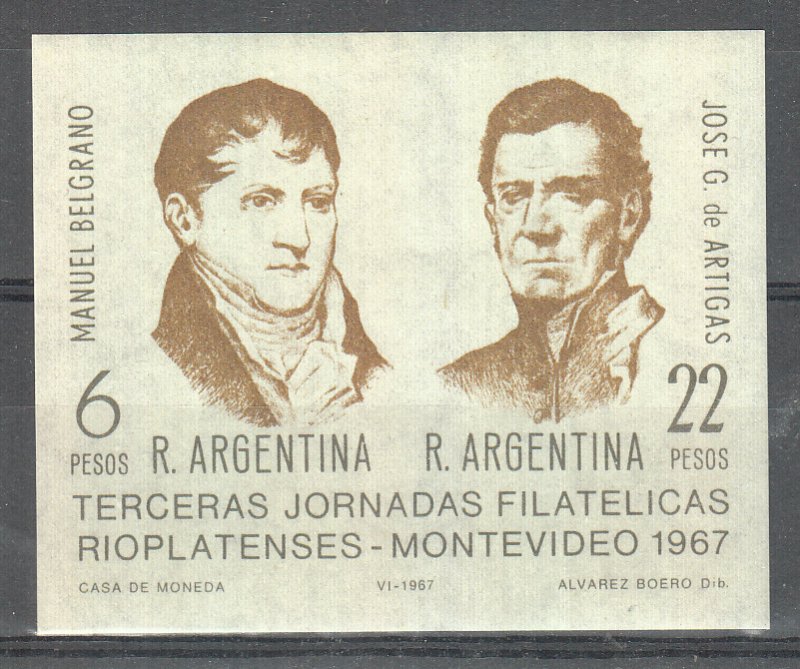 MANUEL BELGRANO
JOSE G. de ARTIGAS
6
PESOS
R. ARGENTINA
R. ARGENTINA
22
PESOS
TERCERAS JORNADAS FILATELICAS
RIOPLATENSES - MONTEVIDEO 1967
CASA DE MONEDA VI-1967 ALVAREZ BOERO Dib.